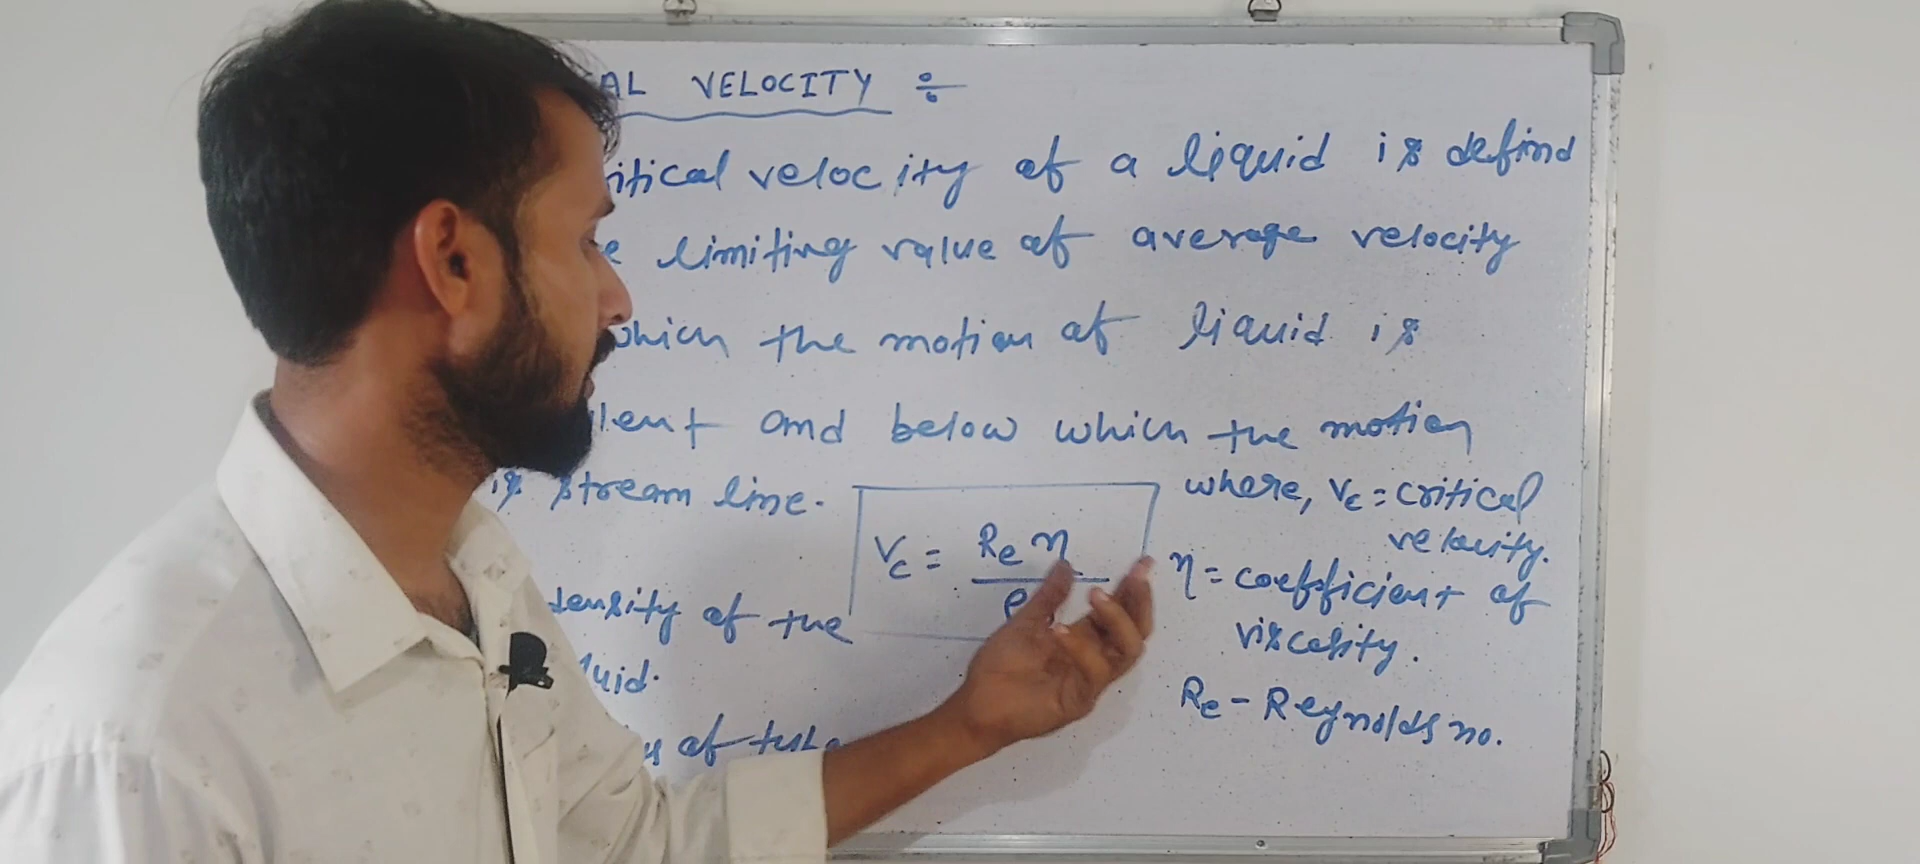 AL VELOCITY ÷
itical velocity of a liquid is defind
e limiting value of average velocity
which the motion of liquid is
lent and below which the motion
is stream line.
Vc = Re η
ρ
where, Vc = critical
velocity.
η = coefficient of
viscosity.
Re - Reynolds no.
density of the
luid.
us of tube